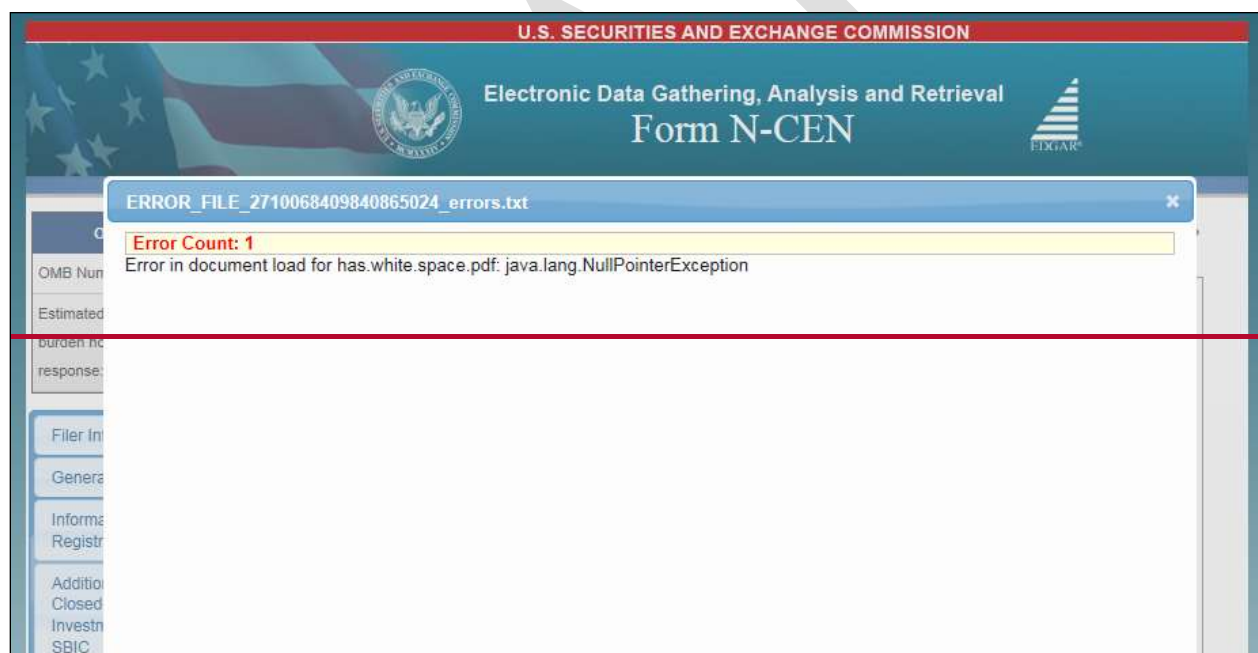 U.S. SECURITIES AND EXCHANGE COMMISSION
Electronic Data Gathering, Analysis and Retrieval
Form N-CEN
EDGAR®
ERROR_FILE_2710068409840865024_errors.txt
Error Count: 1
Error in document load for has.white.space.pdf: java.lang.NullPointerException
OMB Num
Estimated
burden ho
response:
Filer In
Genera
Informa
Registr
Additio
Closed
Investm
SBIC